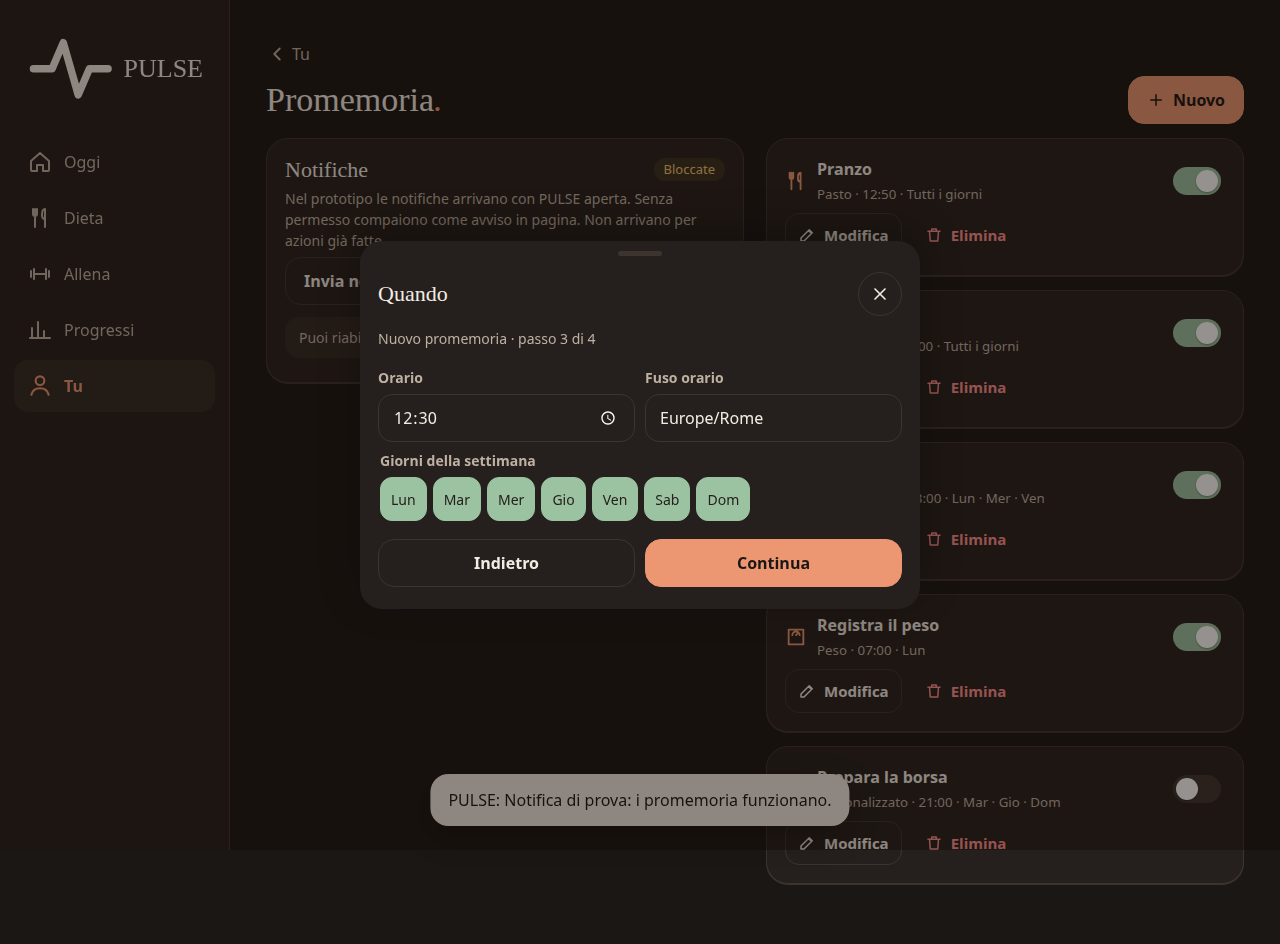 PULSE
Oggi
Dieta
Allena
Progressi
Tu
Tu
Promemoria.
Nuovo
Notifiche
Bloccate
Nel prototipo le notifiche arrivano con PULSE aperta. Senza
permesso compaiono come avviso in pagina. Non arrivano per
azioni già fatte
Invia
Puoi
Pranzo
Pasto · 12:50 · Tutti i giorni
Modifica
Elimina
· Tutti i giorni
Elimina
· Lun · Mer · Ven
Elimina
Registra il peso
Peso · 07:00 · Lun
Modifica
Elimina
Prepara la borsa
· 21:00 · Mar · Gio · Dom
Modifica
Elimina
Quando
Nuovo promemoria · passo 3 di 4
Orario
Fuso orario
12:30
Europe/Rome
Giorni della settimana
Lun Mar Mer Gio Ven Sab Dom
Indietro
Continua
PULSE: Notifica di prova: i promemoria funzionano.